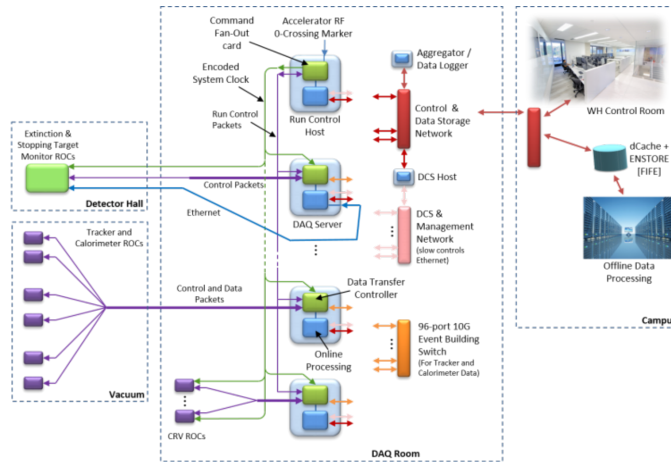 Command
Fan-Out
card
Accelerator RF
0-Crossing Marker
Encoded
System Clock
Run Control
Packets
Run Control
Host
Aggregator /
Data Logger
Control &
Data Storage
Network
WH Control Room
dCache +
ENSTORE
[FIFE]
Offline Data
Processing
Campu
Extinction &
Stopping Target
Monitor ROCs
Detector Hall
Control Packets
Ethernet
DAQ Server
DCS Host
DCS &
Management
Network
(slow controls
Ethernet)
Tracker and
Calorimeter ROCs
Vacuum
Control and Data
Packets
Data Transfer
Controller
Online
Processing
96-port 10G
Event Building
Switch
(For Tracker and
Calorimeter Data)
CRV ROCs
DAQ Room